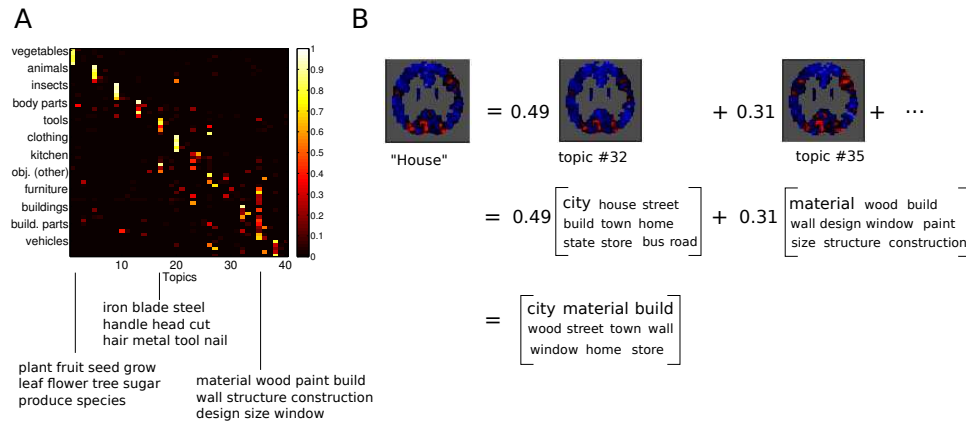 A
vegetables
animals
insects
body parts
tools
clothing
kitchen
obj. (other)
furniture
buildings
build. parts
vehicles
1
0.9
0.8
0.7
0.6
0.5
0.4
0.3
0.2
0.1
0
10 20 30 40
Topics
iron blade steel
handle head cut
hair metal tool nail
plant fruit seed grow
leaf flower tree sugar
produce species
material wood paint build
wall structure construction
design size window
B
= 0.49 + 0.31 + ...
"House" topic #32 topic #35
= 0.49 [city house street
build town home
state store bus road] + 0.31 [material wood build
wall design window paint
size structure construction]
= [city material build
wood street town wall
window home store]